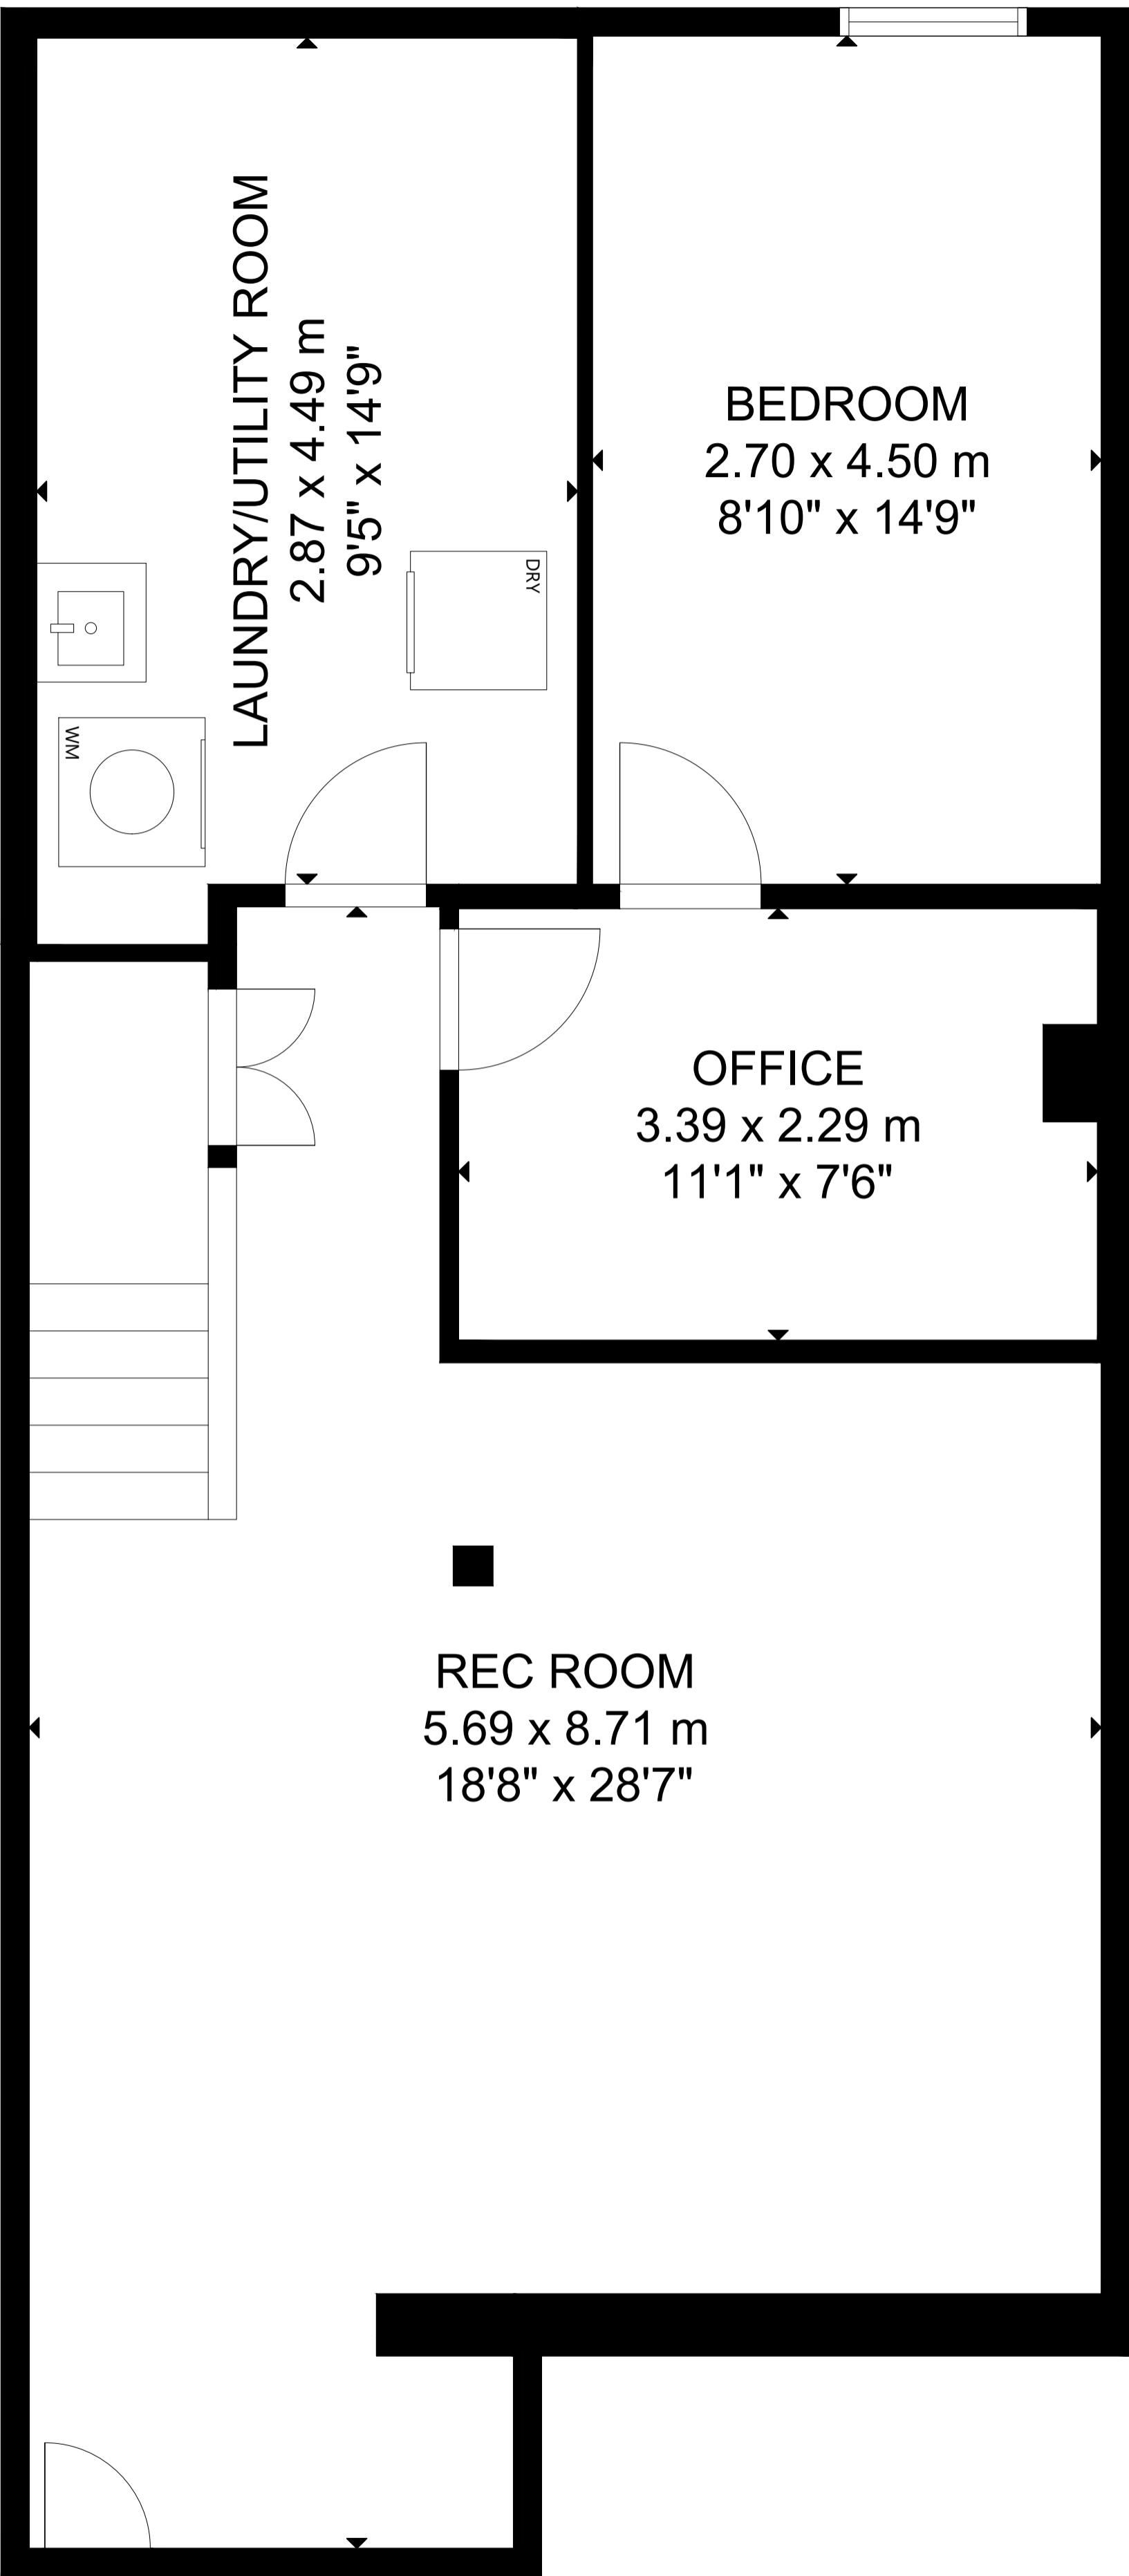 LAUNDRY/UTILITY ROOM
2.87 x 4.49 m
9'5" x 14'9"
DRY
WM
BEDROOM
2.70 x 4.50 m
8'10" x 14'9"
OFFICE
3.39 x 2.29 m
11'1" x 7'6"
REC ROOM
5.69 x 8.71 m
18'8" x 28'7"